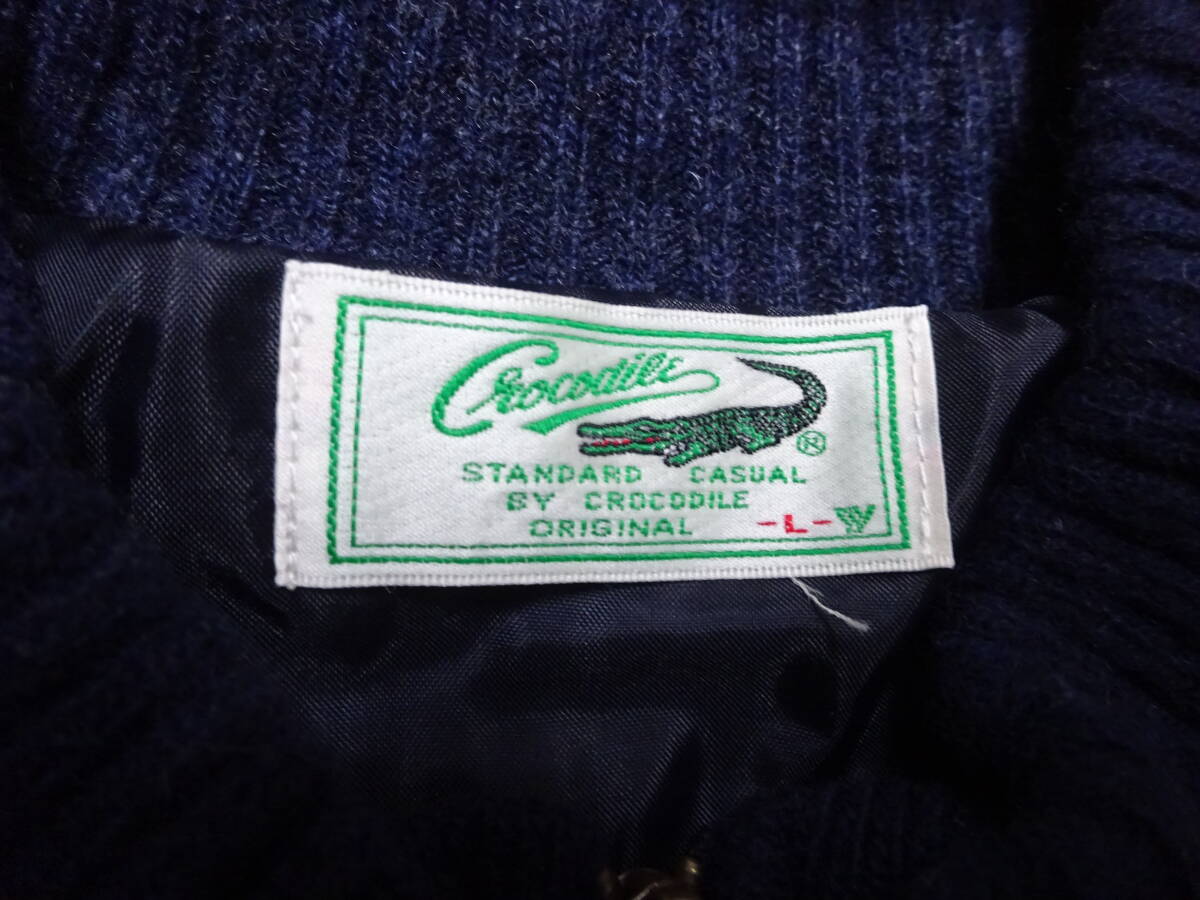 Crocodile®
STANDARD CASUAL
BY CROCODILE
ORIGINAL -L-